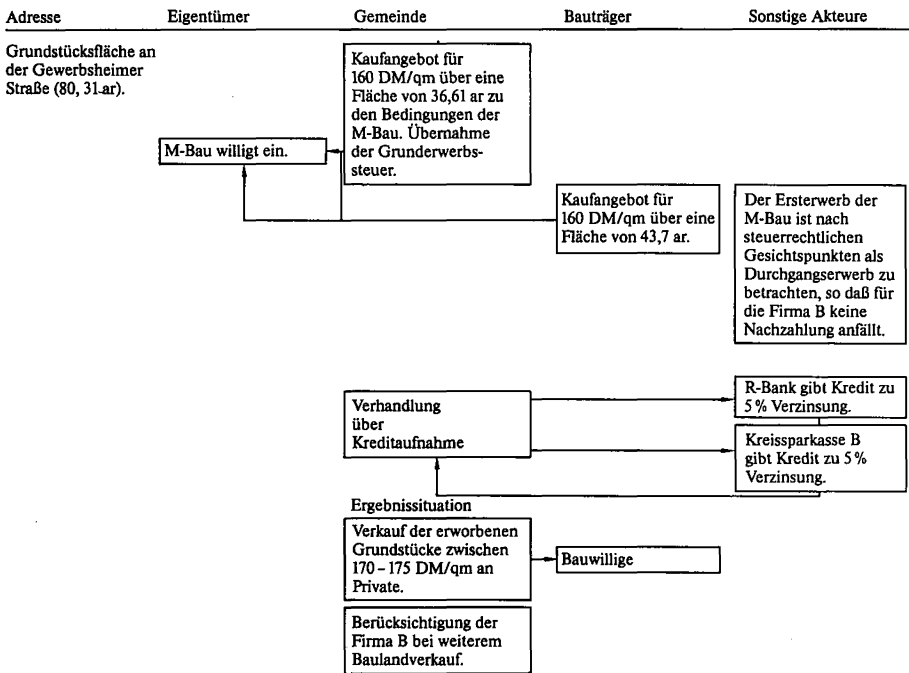 Adresse Eigentümer Gemeinde Bauträger Sonstige Akteure
Grundstücksfläche an
der Gewerbsheimer
Straße (80, 31 ar).
Kaufangebot für
160 DM/qm über eine
Fläche von 36,61 ar zu
den Bedingungen der
M-Bau. Übernahme
der Grunderwerbs-
steuer.
M-Bau willigt ein.
Kaufangebot für
160 DM/qm über eine
Fläche von 43,7 ar.
Der Ersterwerb der
M-Bau ist nach
steuerrechtlichen
Gesichtspunkten als
Durchgangserwerb zu
betrachten, so daß für
die Firma B keine
Nachzahlung anfällt.
Verhandlung
über
Kreditaufnahme
R-Bank gibt Kredit zu
5 % Verzinsung.
Kreissparkasse B
gibt Kredit zu 5 %
Verzinsung.
Ergebnissituation
Verkauf der erworbenen
Grundstücke zwischen
170 – 175 DM/qm an
Private.
Bauwillige
Berücksichtigung der
Firma B bei weiterem
Baulandverkauf.